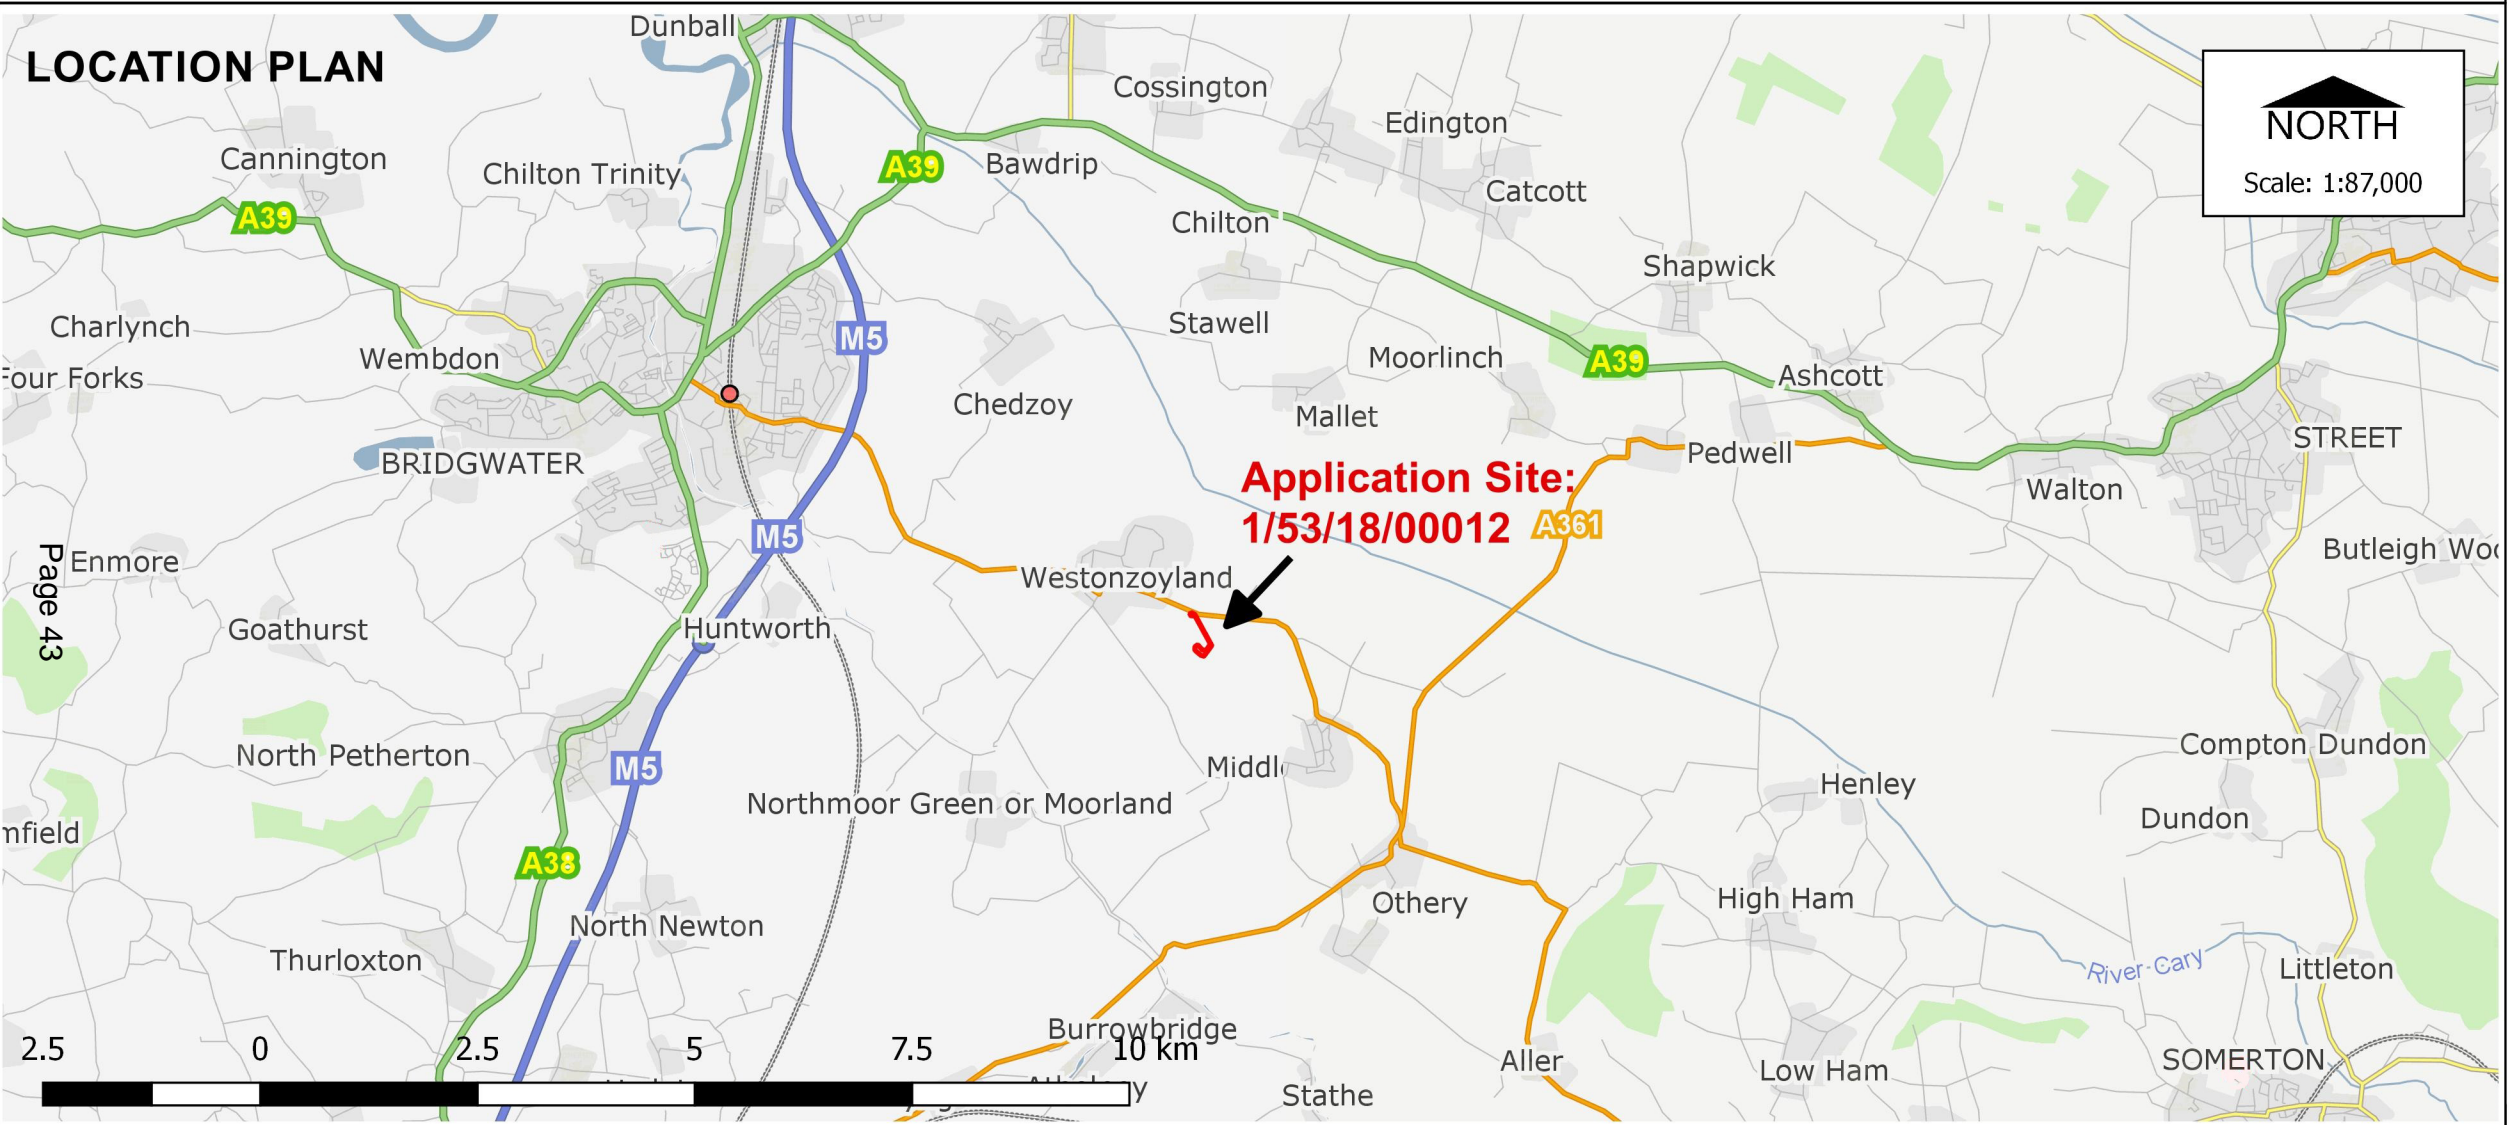 Dunball
LOCATION PLAN
Cossington
NORTH
Scale: 1:87,000
Edington
Cannington
Chilton Trinity
A39
Bawdrip
Catcott
A39
Chilton
Shapwick
Charlynch
Stawell
M5
Wembdon
Moorlinch
A39
Ashcott
Four Forks
Chedzoy
Mallet
STREET
BRIDGWATER
Pedwell
Application Site:
1/53/18/00012
Walton
A361
M5
Page 43
Enmore
Westonzoyland
Butleigh Woo
Goathurst
Huntworth
North Petherton
M5
Middl
Compton Dundon
Henley
Northmoor Green or Moorland
Dundon
mfield
A38
Othery
High Ham
North Newton
Thurloxton
River Cary
Littleton
Burrowbridge
2.5 0 2.5 5 7.5 10 km
Aller
Low Ham
SOMERTON
Stathe